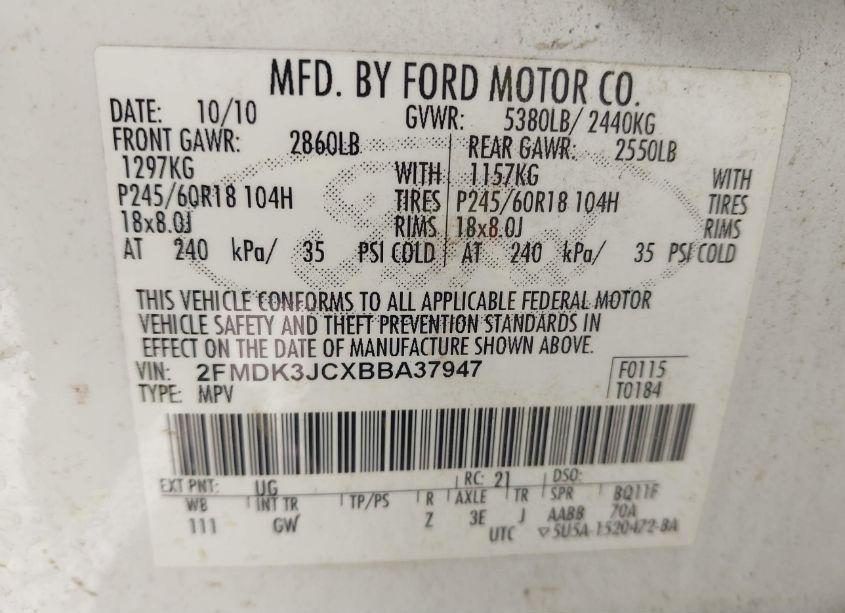 MFD. BY FORD MOTOR CO.
DATE: 10/10 GVWR: 5380LB/ 2440KG
FRONT GAWR: 2860LB REAR GAWR: 2550LB
1297KG WITH 1157KG WITH
P245/60R18 104H TIRES P245/60R18 104H TIRES
18x8.0J RIMS 18x8.0J RIMS
AT 240 kPa/ 35 PSI COLD AT 240 kPa/ 35 PSI COLD
THIS VEHICLE CONFORMS TO ALL APPLICABLE FEDERAL MOTOR
VEHICLE SAFETY AND THEFT PREVENTION STANDARDS IN
EFFECT ON THE DATE OF MANUFACTURE SHOWN ABOVE.
VIN: 2FMDK3JCXBBA37947 F0115
TYPE: MPV T0184
EXT PNT: UG RC: 21 DSO:
WB INT TR TP/PS R AXLE TR SPR BQ11F
111 GW Z 3E J AABB 70A
UTC ▽5U5A-1520472-BA